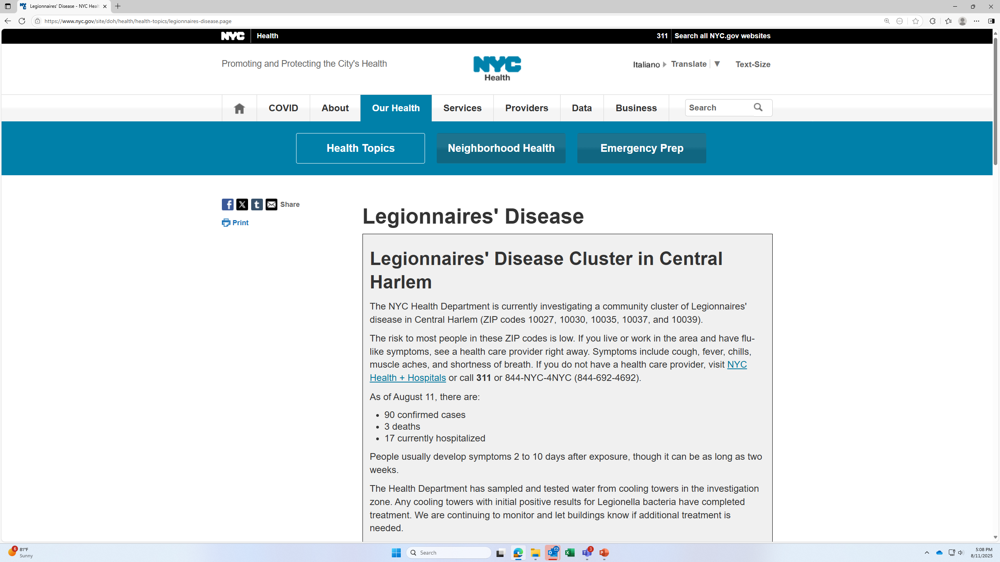 Legionnaires' Disease - NYC Heal
https://www.nyc.gov/site/doh/health/health-topics/legionnaires-disease.page
NYC Health 311 Search all NYC.gov websites
Promoting and Protecting the City's Health
NYC
Health
Italiano Translate ▼ Text-Size
COVID About Our Health Services Providers Data Business Search
Health Topics Neighborhood Health Emergency Prep
Share
Print
Legionnaires' Disease
Legionnaires' Disease Cluster in Central
Harlem
The NYC Health Department is currently investigating a community cluster of Legionnaires'
disease in Central Harlem (ZIP codes 10027, 10030, 10035, 10037, and 10039).
The risk to most people in these ZIP codes is low. If you live or work in the area and have flu-
like symptoms, see a health care provider right away. Symptoms include cough, fever, chills,
muscle aches, and shortness of breath. If you do not have a health care provider, visit NYC
Health + Hospitals or call 311 or 844-NYC-4NYC (844-692-4692).
As of August 11, there are:
• 90 confirmed cases
• 3 deaths
• 17 currently hospitalized
People usually develop symptoms 2 to 10 days after exposure, though it can be as long as two
weeks.
The Health Department has sampled and tested water from cooling towers in the investigation
zone. Any cooling towers with initial positive results for Legionella bacteria have completed
treatment. We are continuing to monitor and let buildings know if additional treatment is
needed.
6 81°F
Sunny
Search
3
5:08 PM
8/11/2025